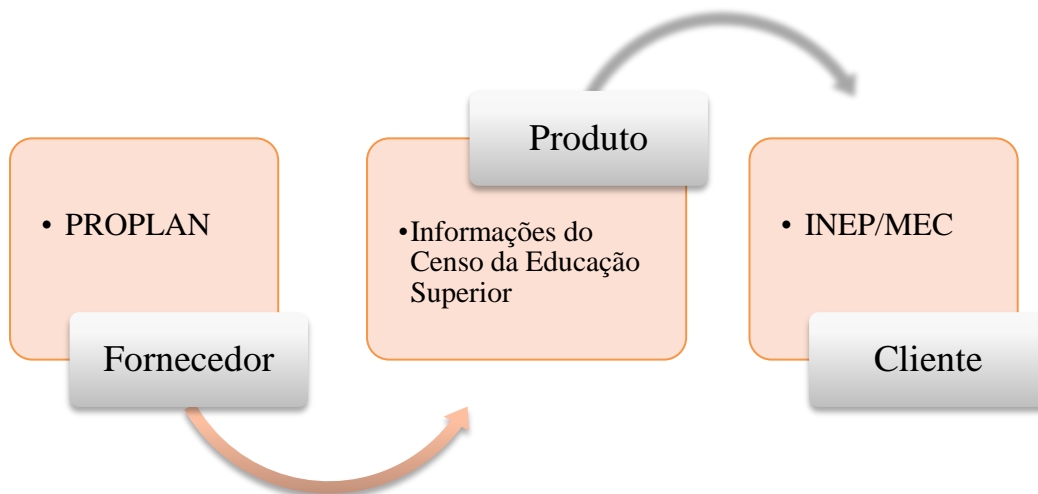 • PROPLAN
Fornecedor
Produto
•Informações do
Censo da Educação
Superior
• INEP/MEC
Cliente